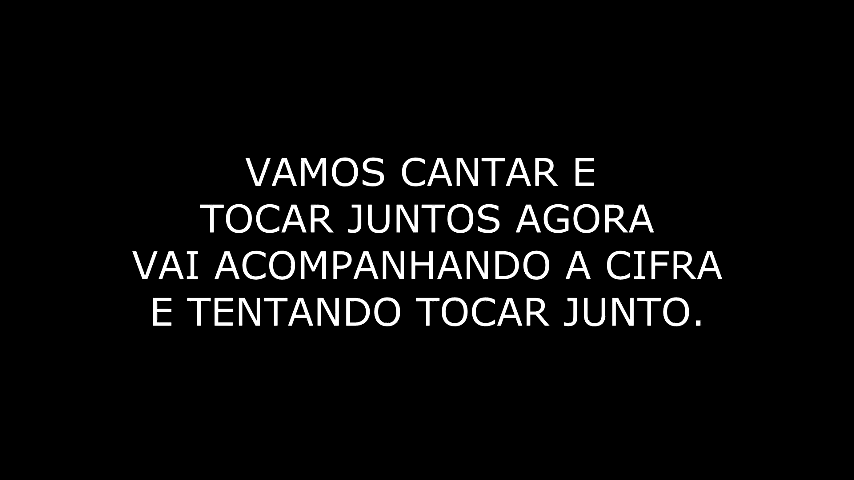 VAMOS CANTAR E
TOCAR JUNTOS AGORA
VAI ACOMPANHANDO A CIFRA
E TENTANDO TOCAR JUNTO.